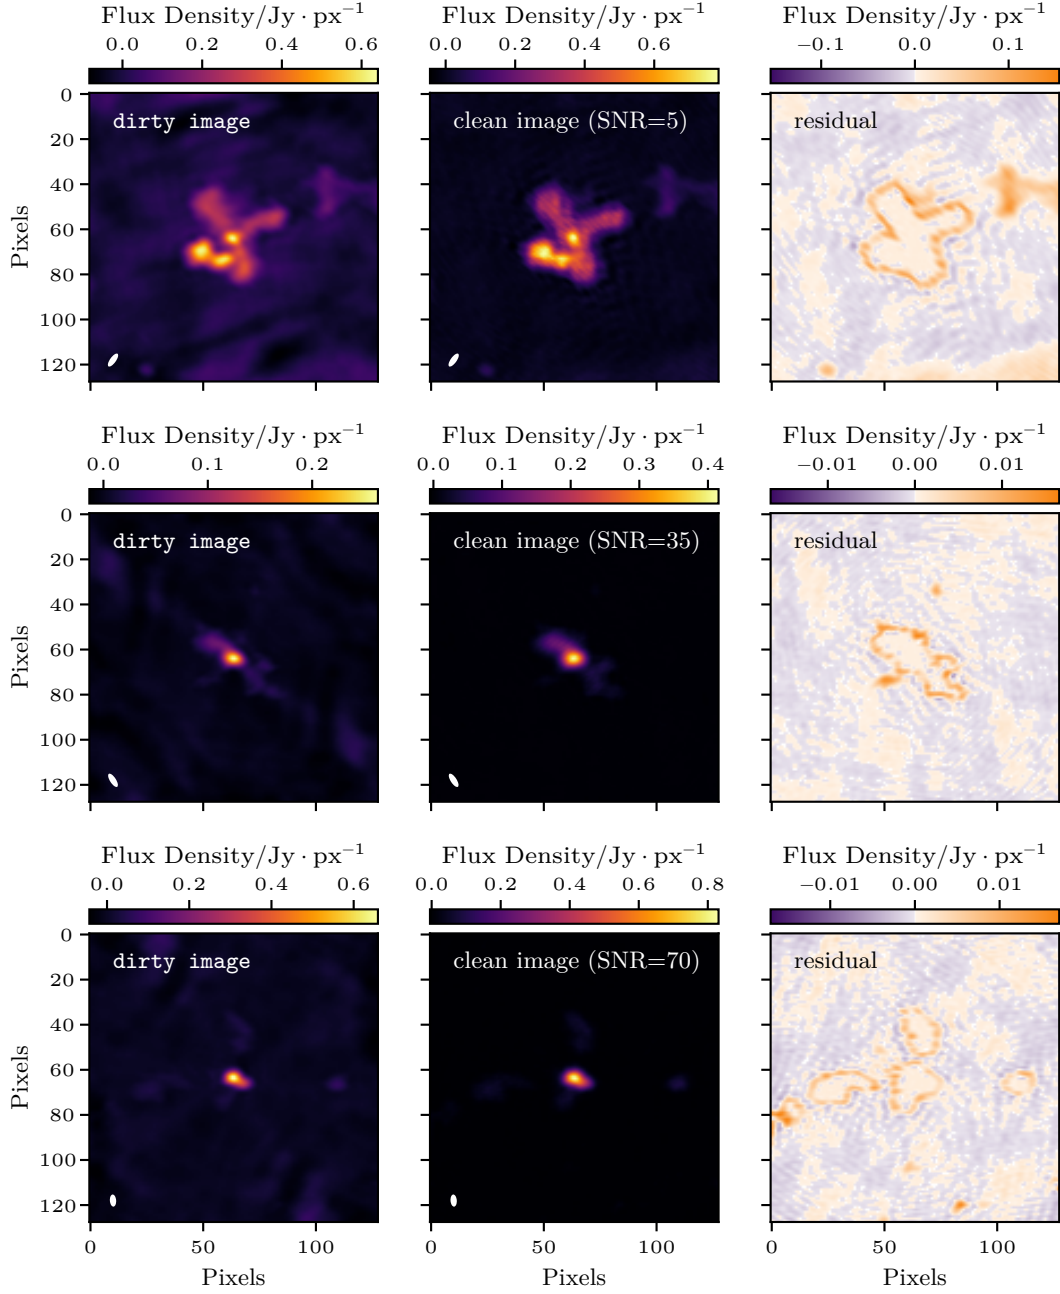 Flux Density/Jy · px⁻¹ Flux Density/Jy · px⁻¹ Flux Density/Jy · px⁻¹
0.0 0.2 0.4 0.6 0.0 0.2 0.4 0.6 −0.1 0.0 0.1
dirty image clean image (SNR=5) residual
0
20
40
60
80
100
120
Pixels
Flux Density/Jy · px⁻¹ Flux Density/Jy · px⁻¹ Flux Density/Jy · px⁻¹
0.0 0.1 0.2 0.0 0.1 0.2 0.3 0.4 −0.01 0.00 0.01
dirty image clean image (SNR=35) residual
0
20
40
60
80
100
120
Pixels
Flux Density/Jy · px⁻¹ Flux Density/Jy · px⁻¹ Flux Density/Jy · px⁻¹
0.0 0.2 0.4 0.6 0.0 0.2 0.4 0.6 0.8 −0.01 0.00 0.01
dirty image clean image (SNR=70) residual
0
20
40
60
80
100
120
Pixels
0 50 100 0 50 100 0 50 100
Pixels Pixels Pixels